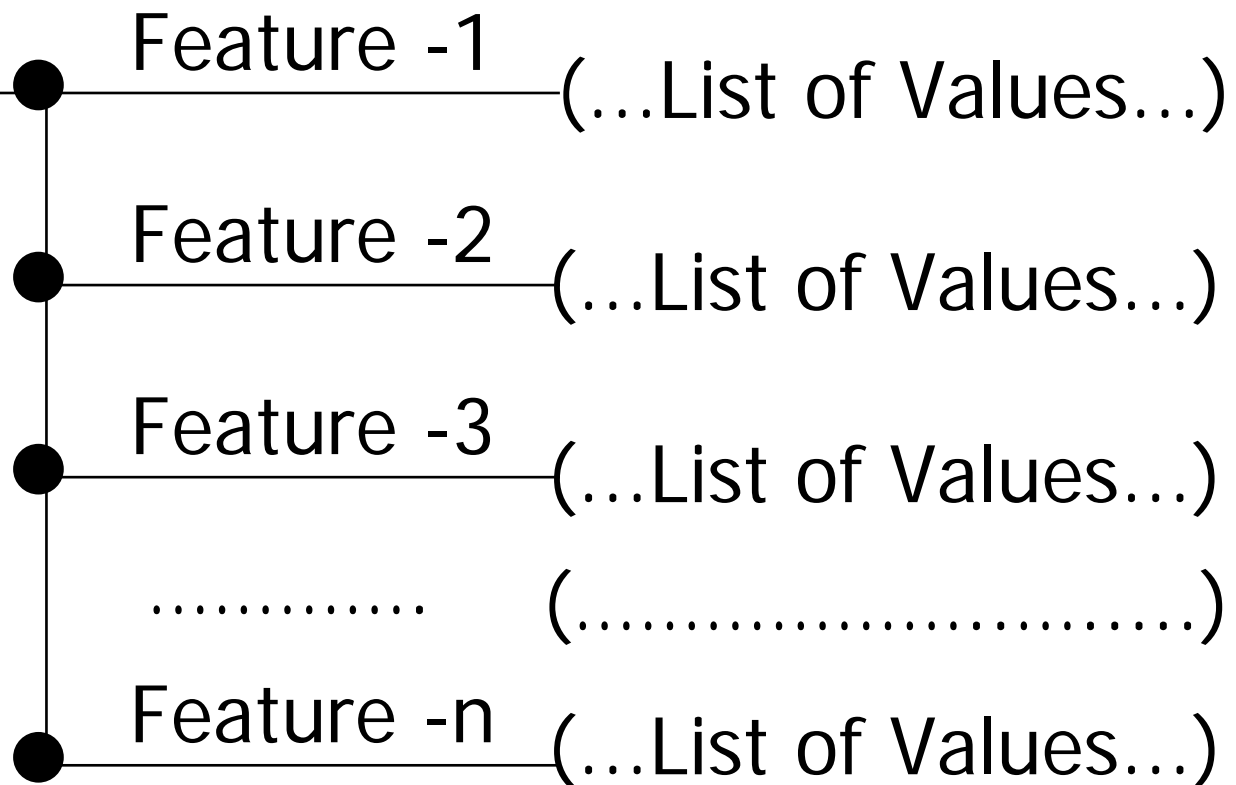 Feature -1 (...List of Values...)
Feature -2 (...List of Values...)
Feature -3 (...List of Values...)
............. (............................)
Feature -n (...List of Values...)